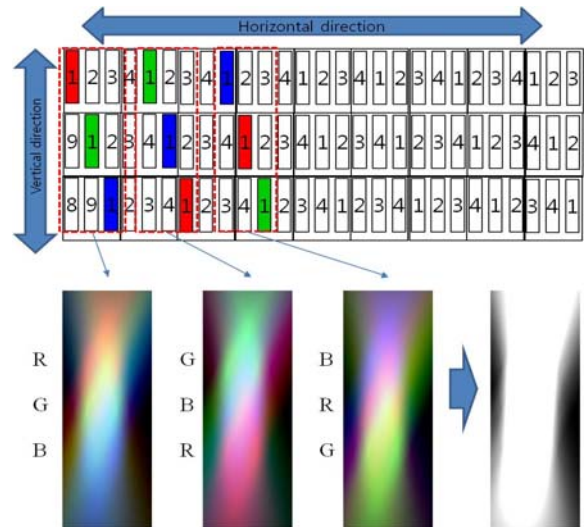 Horizontal direction
Vertical direction
1 2 3 4 1 2 3 4 1 2 3 4 1 2 3 4 1 2 3 4 1 2 3 4 1 2 3
9 1 2 3 4 1 2 3 4 1 2 3 4 1 2 3 4 1 2 3 4 1 2 3 4 1 2
8 9 1 2 3 4 1 2 3 4 1 2 3 4 1 2 3 4 1 2 3 4 1 2 3 4 1
R G B
G B R
B R G